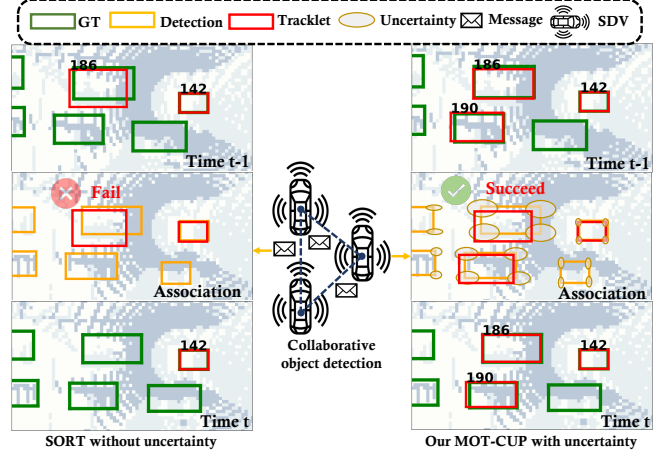 GT Detection Tracklet Uncertainty Message SDV
186
142
Time t-1
186
142
190
Time t-1
Fail
Association
Succeed
Association
Collaborative
object detection
142
Time t
186
142
190
Time t
SORT without uncertainty
Our MOT-CUP with uncertainty